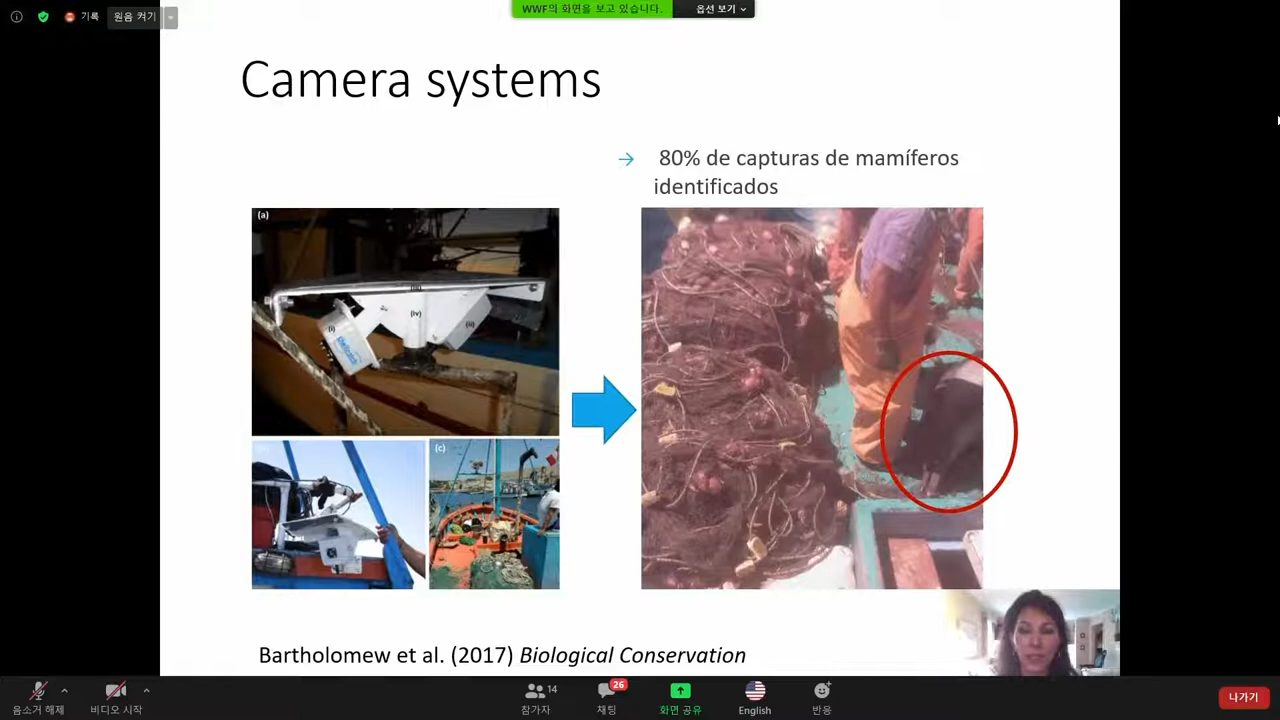 기록
원음 켜기
WWF의 화면을 보고 있습니다.
옵션 보기
Camera systems
→ 80% de capturas de mamíferos
identificados
(a)
(iii)
(iv)
(i)
(ii)
(c)
Bartholomew et al. (2017) Biological Conservation
음소거 해제
비디오 시작
14
참가자
26
채팅
화면 공유
English
반응
나가기